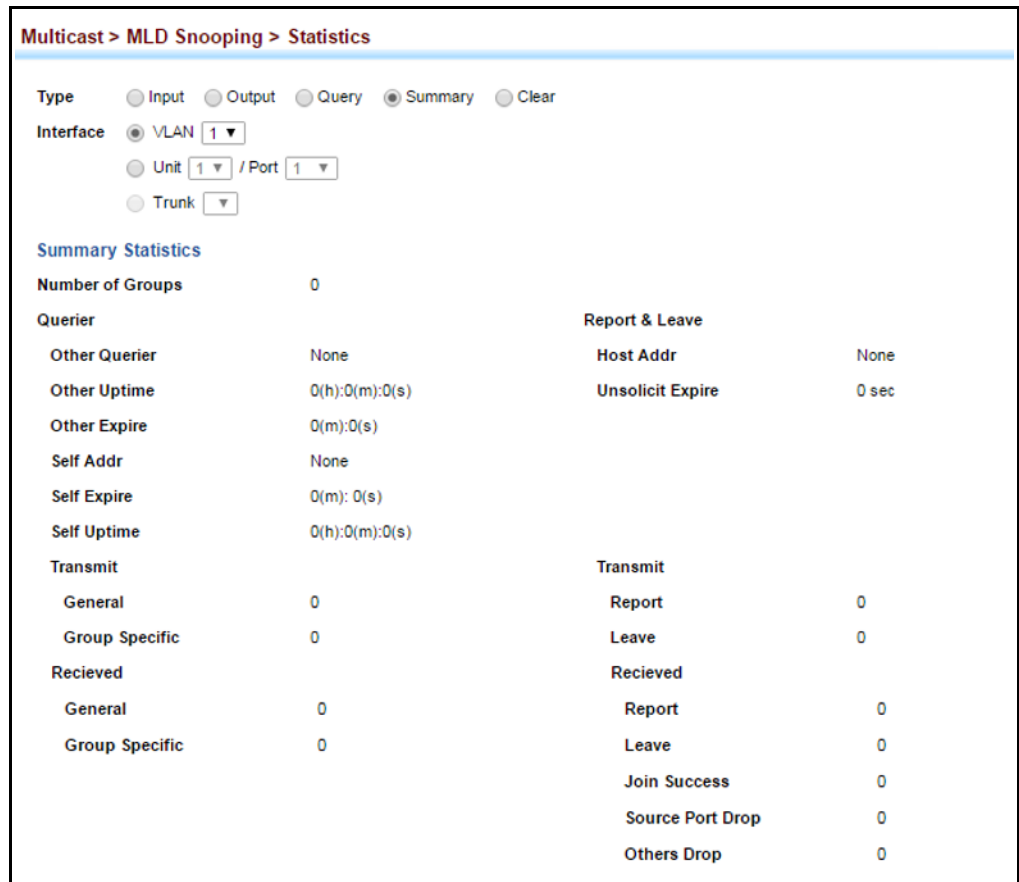 Multicast > MLD Snooping > Statistics
Type Input Output Query Summary Clear
Interface VLAN 1
Unit 1 / Port 1
Trunk
Summary Statistics
Number of Groups 0
Querier Report & Leave
Other Querier None Host Addr None
Other Uptime 0(h):0(m):0(s) Unsolicit Expire 0 sec
Other Expire 0(m):0(s)
Self Addr None
Self Expire 0(m): 0(s)
Self Uptime 0(h):0(m):0(s)
Transmit Transmit
General 0 Report 0
Group Specific 0 Leave 0
Recieved Recieved
General 0 Report 0
Group Specific 0 Leave 0
Join Success 0
Source Port Drop 0
Others Drop 0